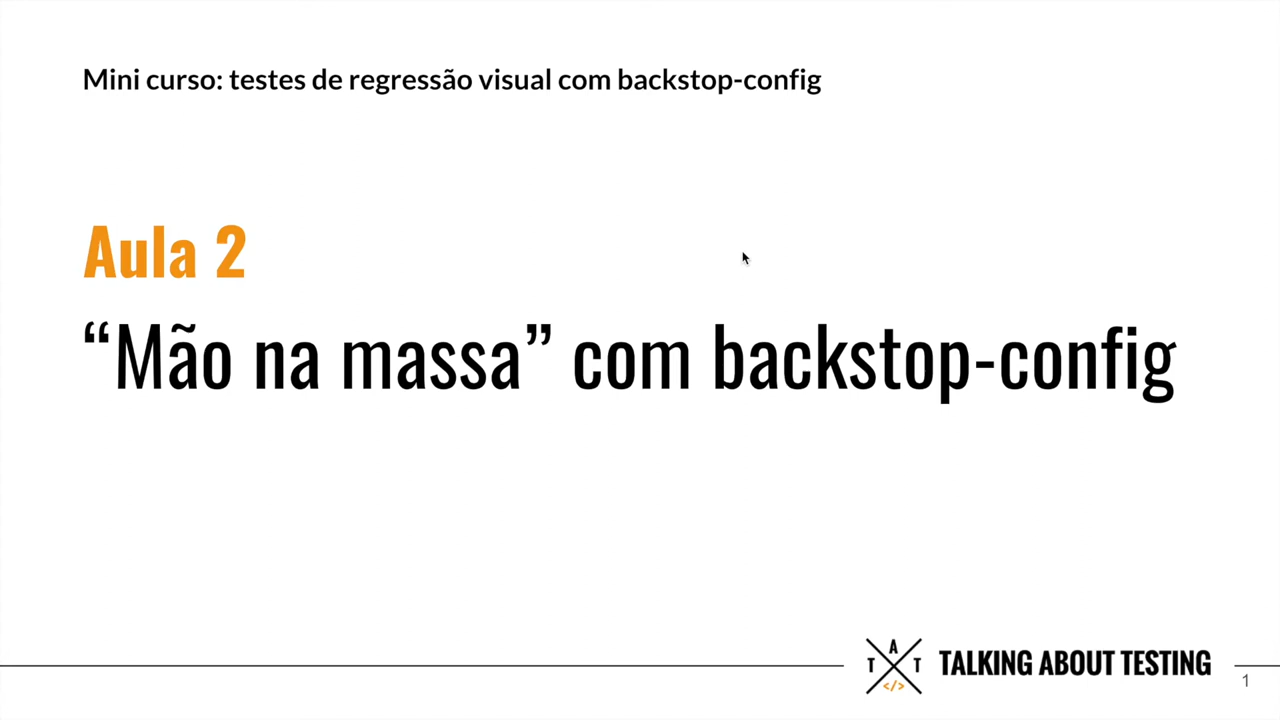 Mini curso: testes de regressão visual com backstop-config
Aula 2
“Mão na massa” com backstop-config
A
T T
</>
TALKING ABOUT TESTING
1